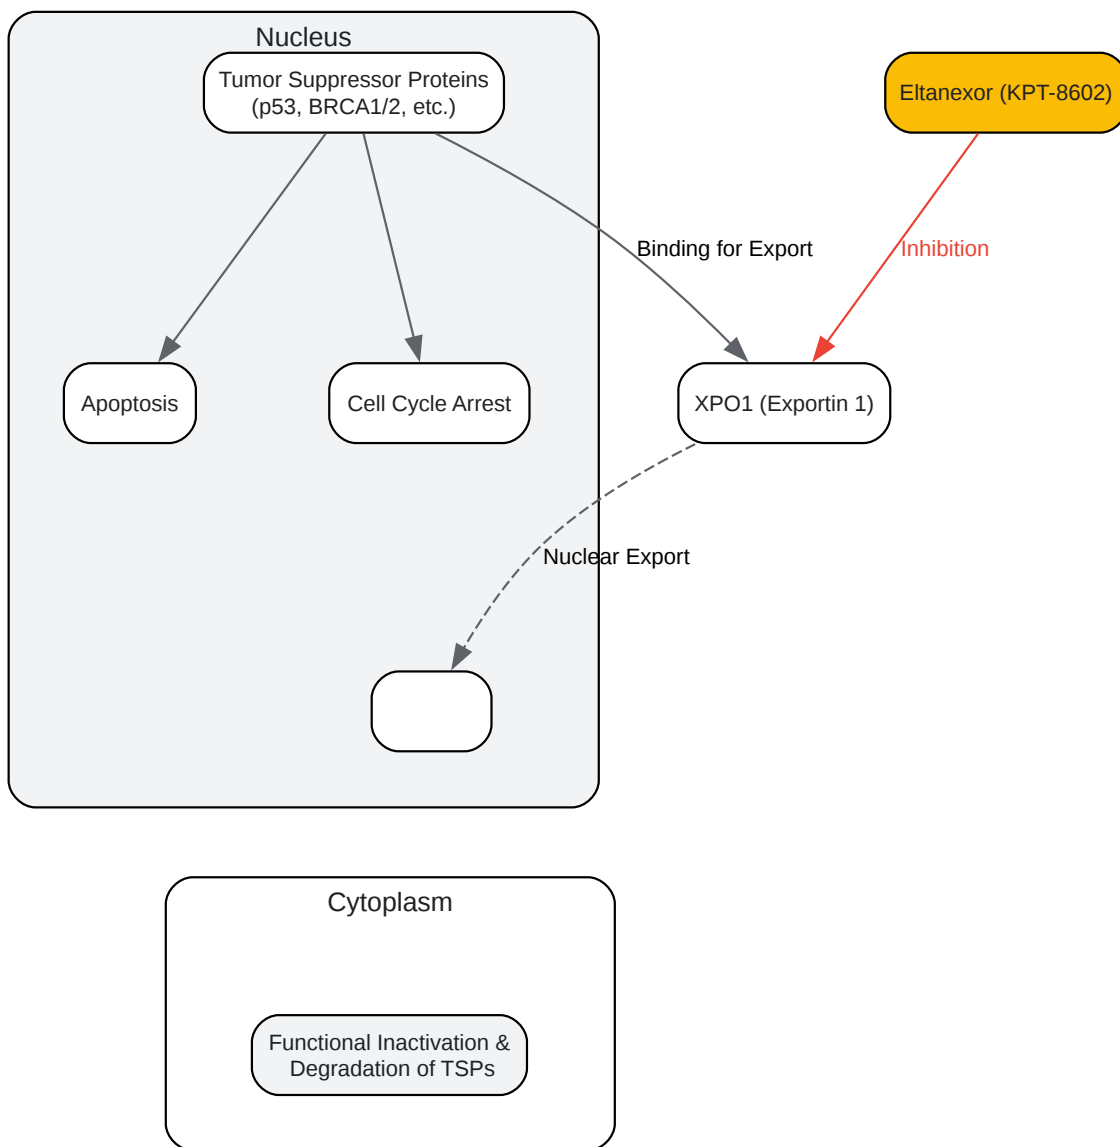 Nucleus
Tumor Suppressor Proteins
(p53, BRCA1/2, etc.)
Eltanexor (KPT-8602)
Binding for Export
Inhibition
Apoptosis
Cell Cycle Arrest
XPO1 (Exportin 1)
Nuclear Export
Cytoplasm
Functional Inactivation &
Degradation of TSPs